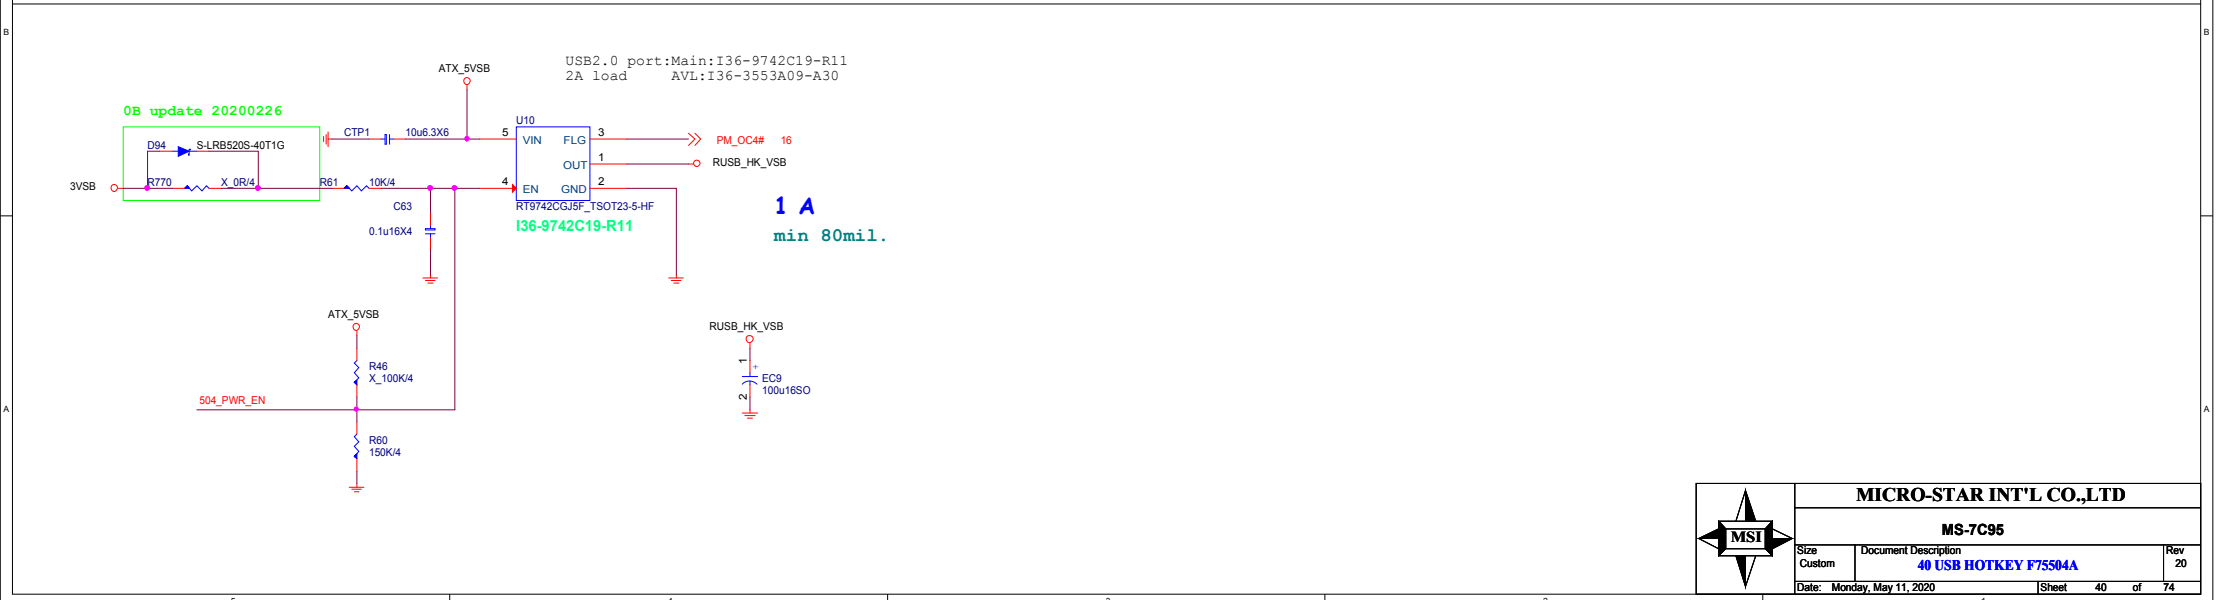 B
B
USB2.0 port:Main:I36-9742C19-R11
2A load AVL:I36-3553A09-A30
ATX_5VSB
0B update 20200226
U10
CTP1 10u6.3X6 5 VIN FLG 3 PM_OC4# 16
D94 S-LRB520S-40T1G
OUT 1 RUSB_HK_VSB
3VSB R770 X_0R/4 R61 10K/4 4 EN GND 2
C63
0.1u16X4
RT9742CGJ5F_TSOT23-5-HF
I36-9742C19-R11
1 A
min 80mil.
ATX_5VSB
R46
X_100K/4
504_PWR_EN
R60
150K/4
RUSB_HK_VSB
1
+
EC9
100u16SO
2
A
A
MSI
MICRO-STAR INT'L CO.,LTD
MS-7C95
Size
Custom
Document Description
40 USB HOTKEY F75504A
Rev
20
Date: Monday, May 11, 2020
Sheet 40 of 74